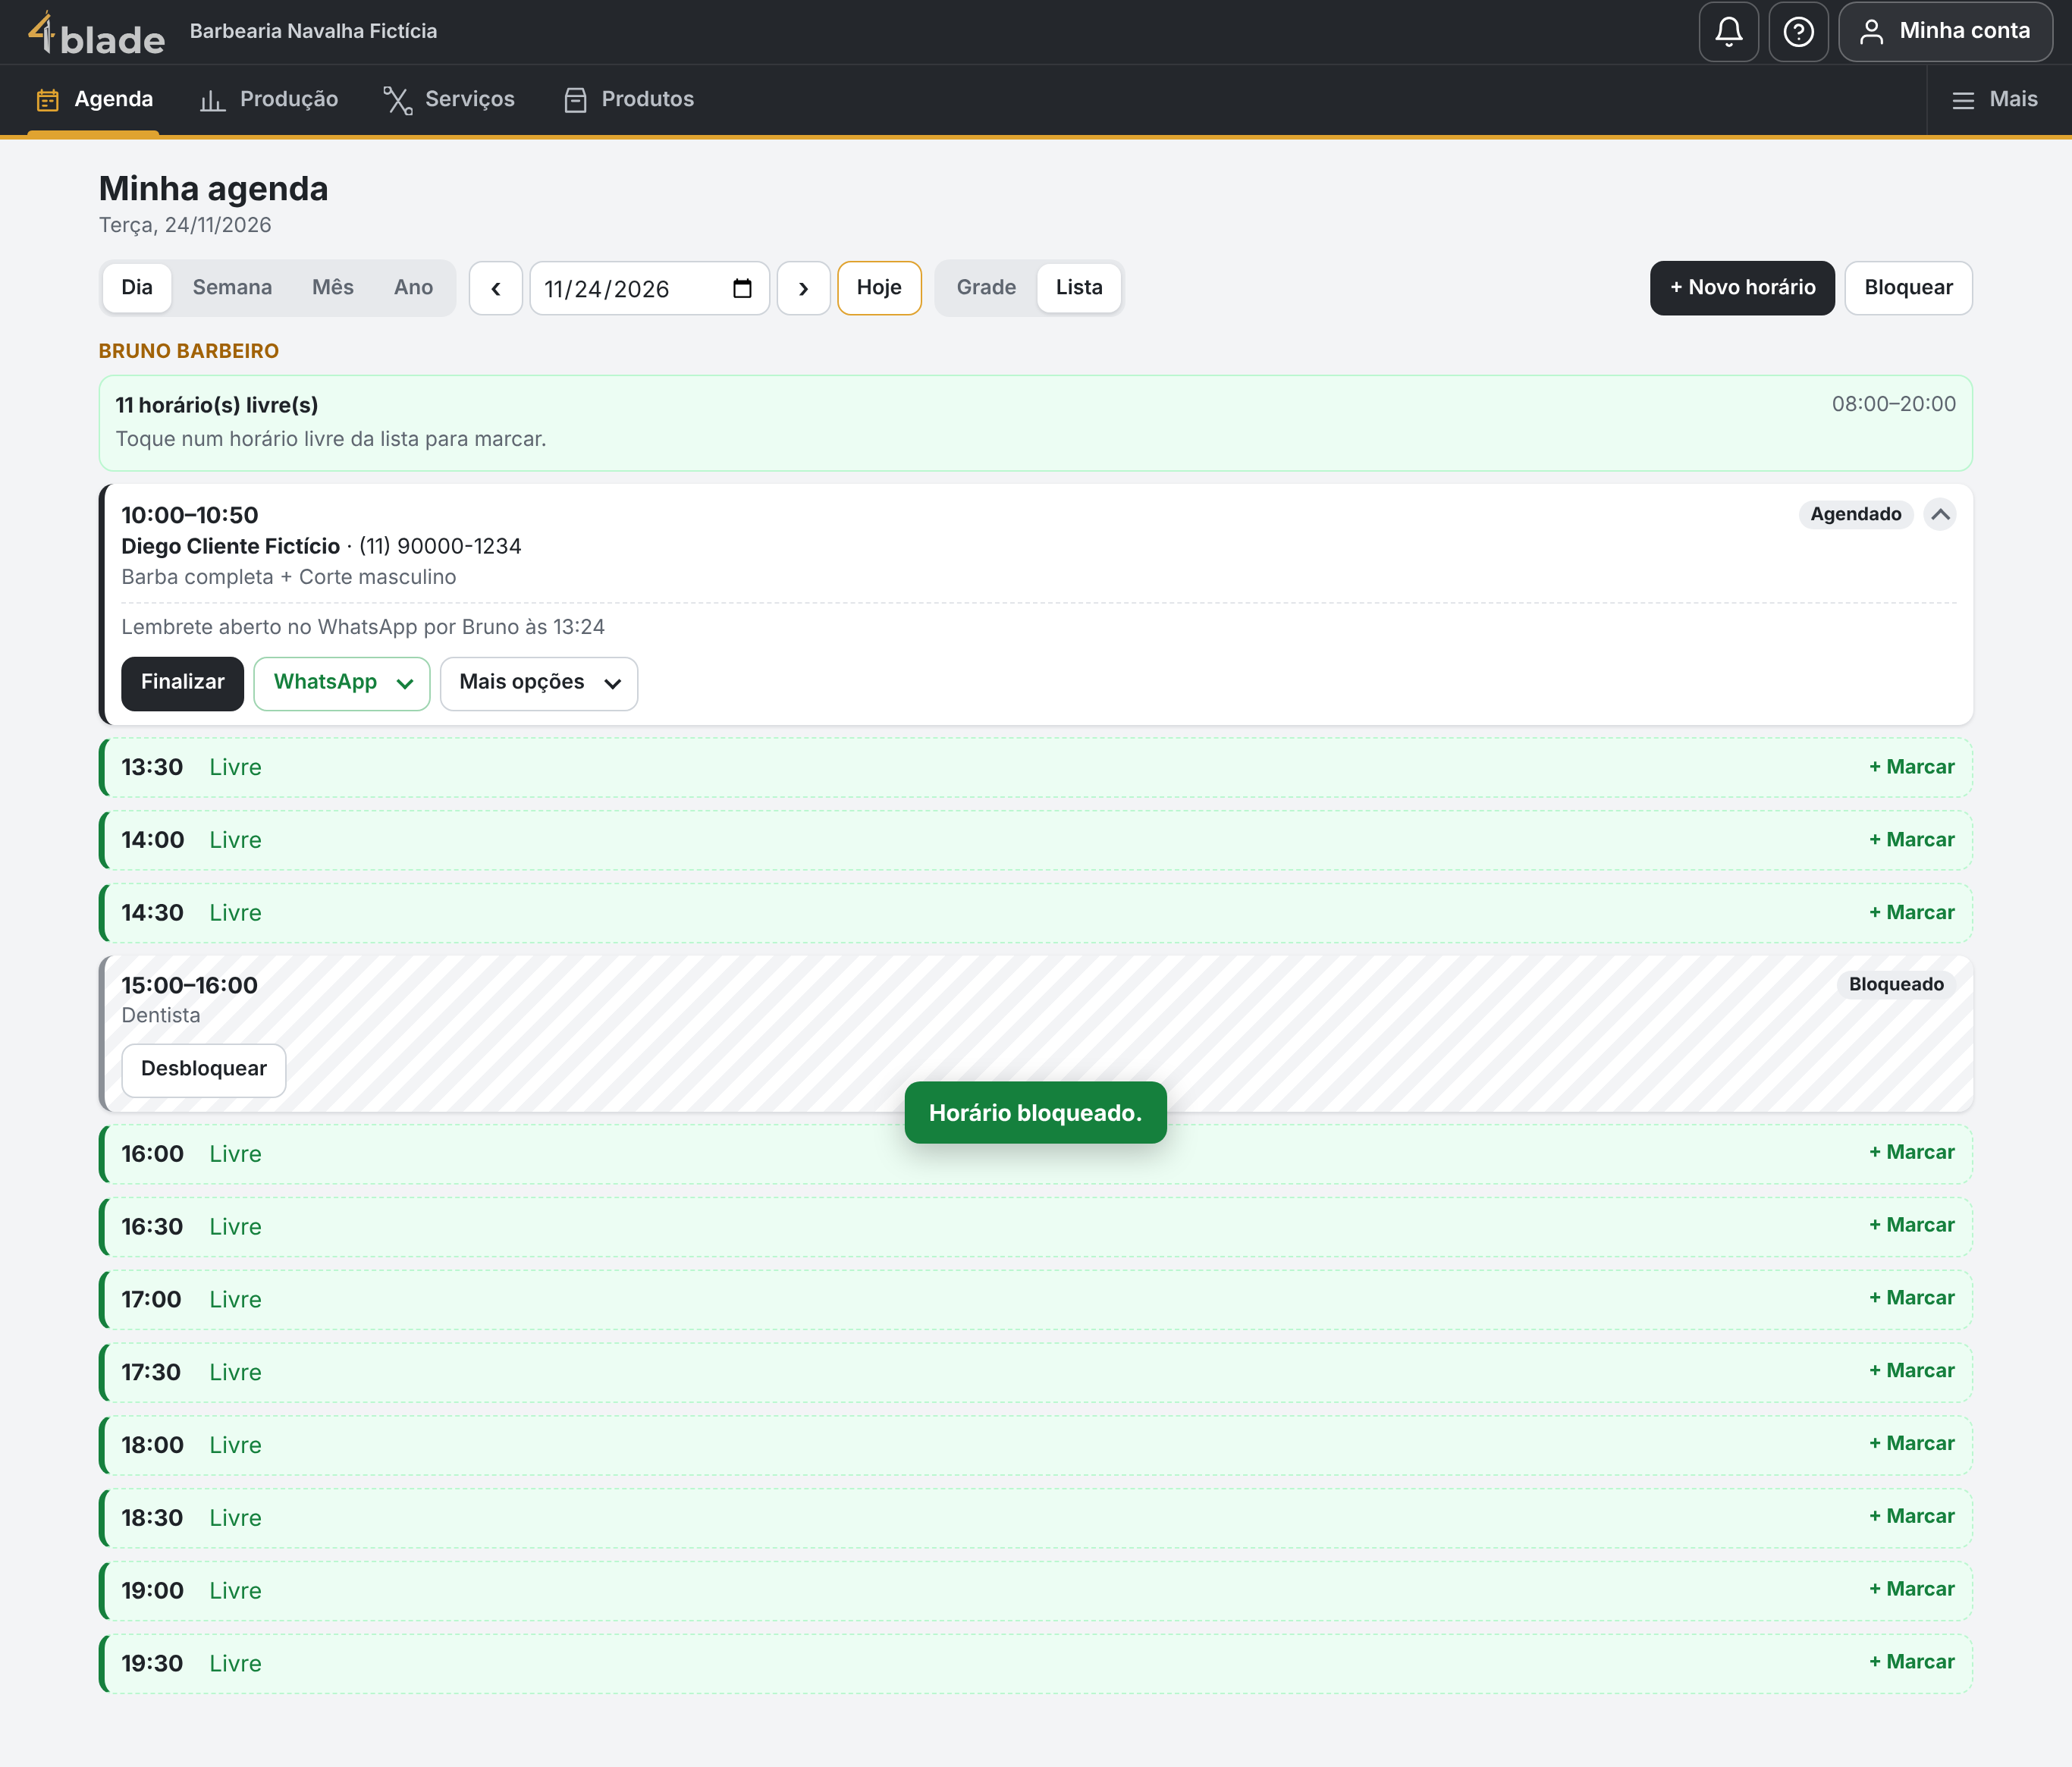 4blade Barbearia Navalha Fictícia Minha conta
Agenda Produção Serviços Produtos Mais
Minha agenda
Terça, 24/11/2026
Dia Semana Mês Ano ‹ 11/24/2026 › Hoje Grade Lista + Novo horário Bloquear
BRUNO BARBEIRO
11 horário(s) livre(s) 08:00–20:00
Toque num horário livre da lista para marcar.
10:00–10:50 Agendado
Diego Cliente Fictício · (11) 90000-1234
Barba completa + Corte masculino
Lembrete aberto no WhatsApp por Bruno às 13:24
Finalizar WhatsApp Mais opções
13:30 Livre + Marcar
14:00 Livre + Marcar
14:30 Livre + Marcar
15:00–16:00 Bloqueado
Dentista
Desbloquear
Horário bloqueado.
16:00 Livre + Marcar
16:30 Livre + Marcar
17:00 Livre + Marcar
17:30 Livre + Marcar
18:00 Livre + Marcar
18:30 Livre + Marcar
19:00 Livre + Marcar
19:30 Livre + Marcar